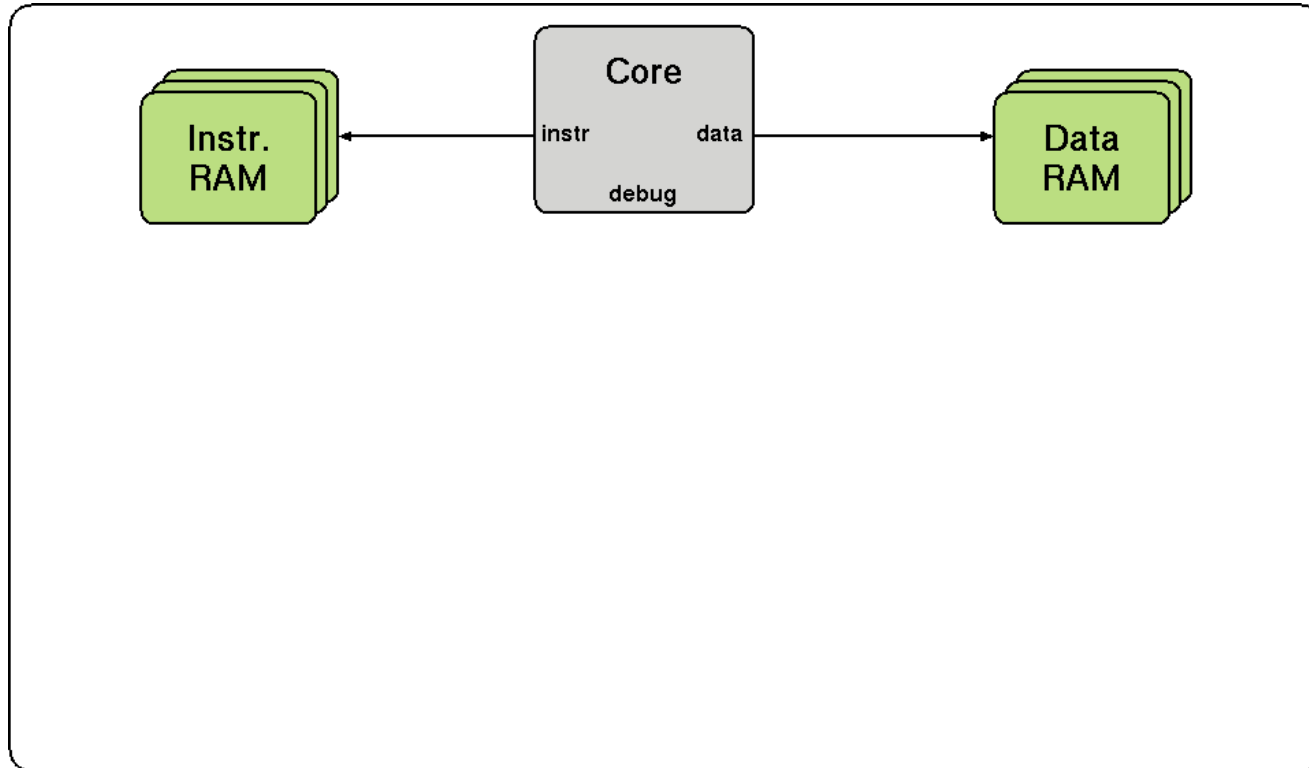 Core
Instr.
RAM
instr
data
debug
Data
RAM